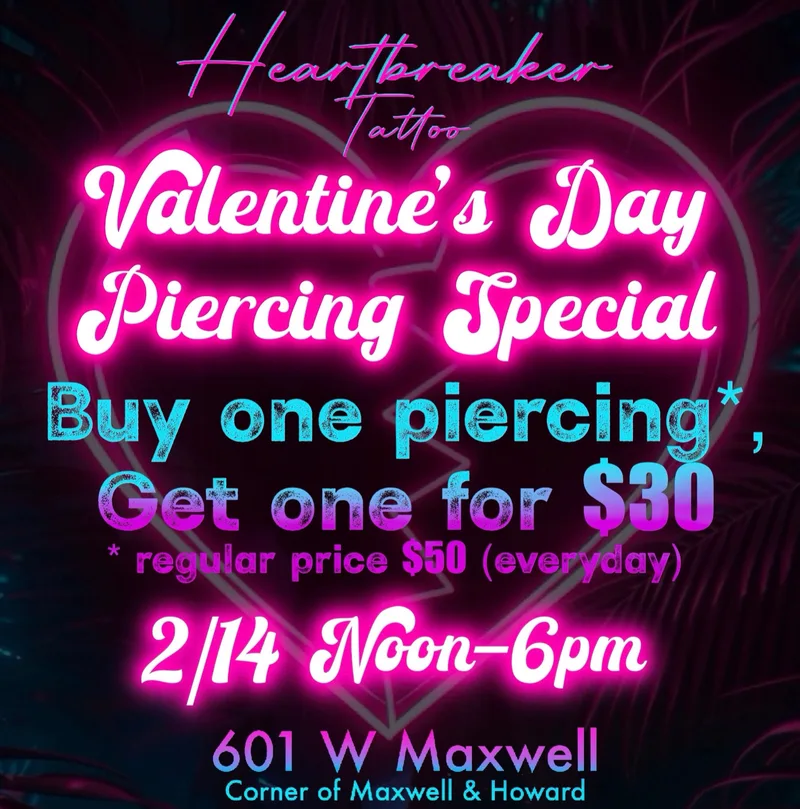 Heartbreaker
Tattoo
Valentine's Day
Piercing Special
Buy one piercing*,
Get one for $30
* regular price $50 (everyday)
2/14 Noon–6pm
601 W Maxwell
Corner of Maxwell & Howard